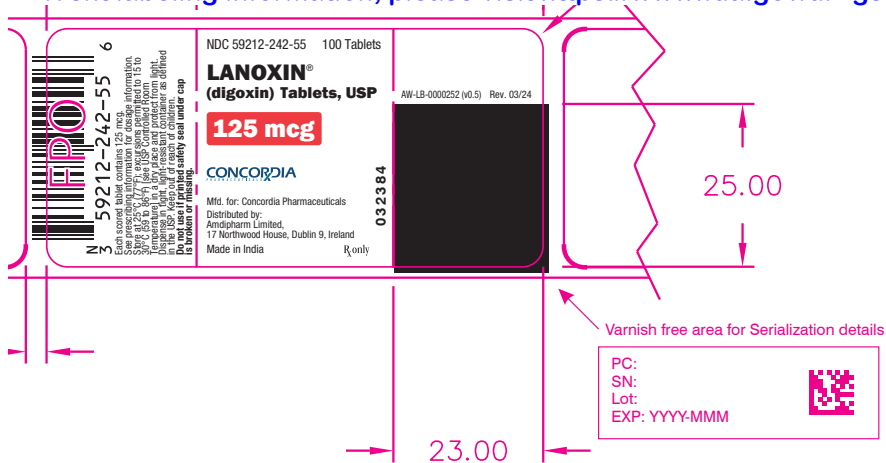 labeling information, please
NDC 59212-242-55 100 Tablets
LANOXIN®
(digoxin) Tablets, USP
125 mcg
CONCORDIA
PHARMACEUTICALS
Mfd. for: Concordia Pharmaceuticals
Distributed by:
Amdipharm Limited,
17 Northwood House, Dublin 9, Ireland
Made in India
℞only
FPO
N
3 59212-242-55 6
Each scored tablet contains 125 mcg.
See prescribing information for dosage information.
Store at 25°C (77°F); excursions permitted to 15 to
30°C (59 to 86°F) (see USP Controlled Room
Temperature) in a dry place and protect from light.
Dispense in tight, light-resistant container as defined
in the USP. Keep out of reach of children.
Do not use if printed safety seal under cap
is broken or missing.
032384
AW-LB-0000252 (v0.5) Rev. 03/24
25.00
Varnish free area for Serialization details
PC:
SN:
Lot:
EXP: YYYY-MMM
23.00